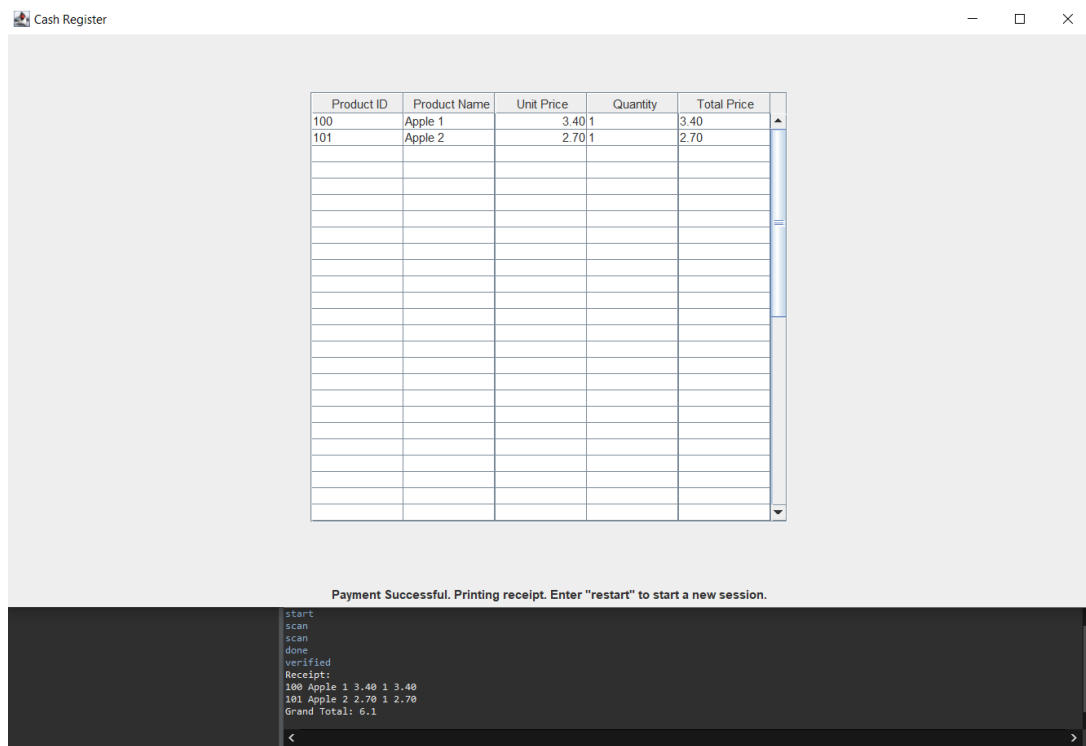 Cash Register
Product ID Product Name Unit Price Quantity Total Price
100 Apple 1 3.40 1 3.40
101 Apple 2 2.70 1 2.70
Payment Successful. Printing receipt. Enter "restart" to start a new session.
start
scan
scan
done
verified
Receipt:
100 Apple 1 3.40 1 3.40
101 Apple 2 2.70 1 2.70
Grand Total: 6.1